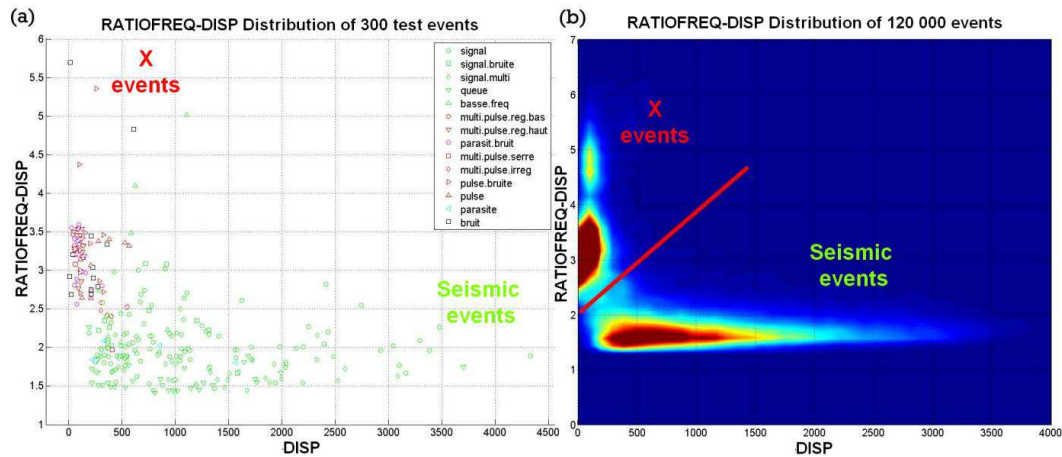 (a)
RATIOFREQ-DISP Distribution of 300 test events
RATIOFREQ-DISP
6
5.5
5
4.5
4
3.5
3
2.5
2
1.5
1
X
events
signal
signal.bruite
signal.multi
queue
basse.freq
multi.pulse.reg.bas
multi.pulse.reg.haut
parasit.bruit
multi.pulse.serre
multi.pulse.irreg
pulse.bruite
pulse
parasite
bruit
Seismic
events
0 500 1000 1500 2000 2500 3000 3500 4000 4500
DISP
(b)
RATIOFREQ-DISP Distribution of 120 000 events
RATIOFREQ-DISP
7
6
5
4
3
2
1
0
X
events
Seismic
events
0 500 1000 1500 2000 2500 3000 3500 4000
DISP